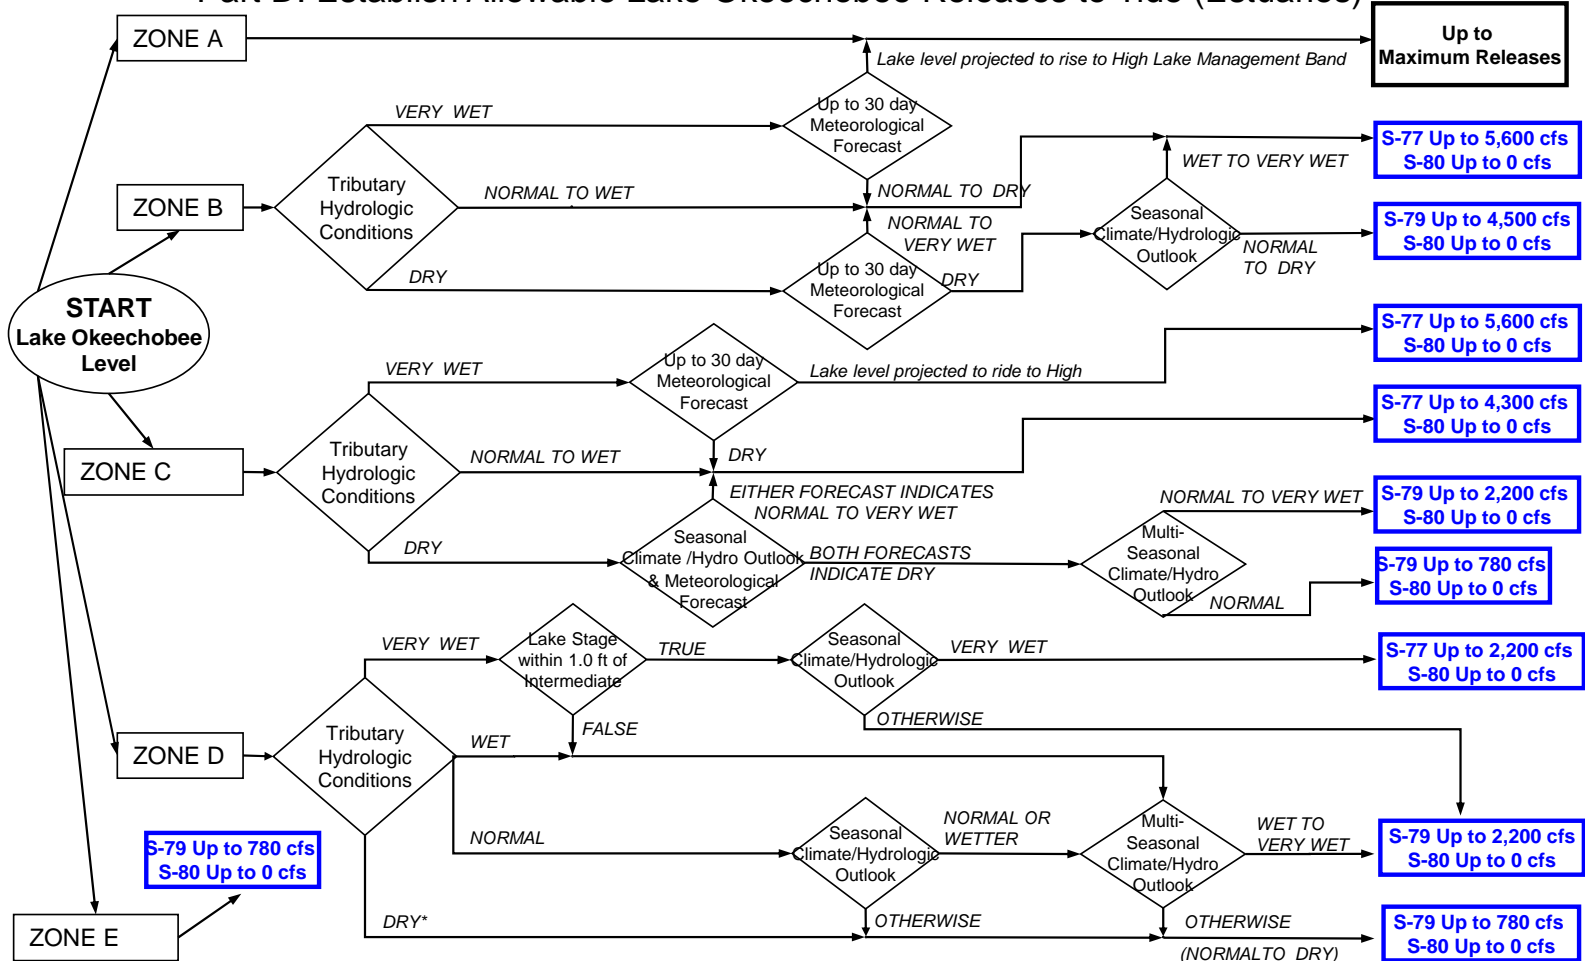 Part D: Establish Allowable Lake Okeechobee Releases to Tide (Estuaries)
ZONE A
Up to
Maximum Releases
Lake level projected to rise to High Lake Management Band
VERY WET
Up to 30 day
Meteorological
Forecast
S-77 Up to 5,600 cfs
S-80 Up to 0 cfs
WET TO VERY WET
ZONE B
Tributary
Hydrologic
Conditions
NORMAL TO WET
NORMAL TO DRY
NORMAL TO
VERY WET
Seasonal
Climate/Hydrologic
Outlook
S-79 Up to 4,500 cfs
S-80 Up to 0 cfs
NORMAL
TO DRY
DRY
Up to 30 day
Meteorological
Forecast
DRY
START
Lake Okeechobee
Level
S-77 Up to 5,600 cfs
S-80 Up to 0 cfs
VERY WET
Up to 30 day
Meteorological
Forecast
Lake level projected to ride to High
S-77 Up to 4,300 cfs
S-80 Up to 0 cfs
ZONE C
Tributary
Hydrologic
Conditions
NORMAL TO WET
DRY
EITHER FORECAST INDICATES
NORMAL TO VERY WET
NORMAL TO VERY WET
S-79 Up to 2,200 cfs
S-80 Up to 0 cfs
DRY
Seasonal
Climate /Hydro Outlook
& Meteorological
Forecast
BOTH FORECASTS
INDICATE DRY
Multi-
Seasonal
Climate/Hydro
Outlook
S-79 Up to 780 cfs
S-80 Up to 0 cfs
NORMAL
VERY WET
Lake Stage
within 1.0 ft of
Intermediate
TRUE
Seasonal
Climate/Hydrologic
Outlook
VERY WET
S-77 Up to 2,200 cfs
S-80 Up to 0 cfs
OTHERWISE
FALSE
ZONE D
Tributary
Hydrologic
Conditions
WET
NORMAL
Seasonal
Climate/Hydrologic
Outlook
NORMAL OR
WETTER
Multi-
Seasonal
Climate/Hydro
Outlook
WET TO
VERY WET
S-79 Up to 2,200 cfs
S-80 Up to 0 cfs
S-79 Up to 780 cfs
S-80 Up to 0 cfs
ZONE E
DRY*
OTHERWISE
OTHERWISE
(NORMALTO DRY)
S-79 Up to 780 cfs
S-80 Up to 0 cfs